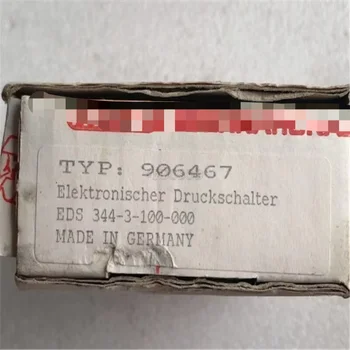 TYP: 906467
Elektronischer Druckschalter
EDS 344-3-100-000
MADE IN GERMANY